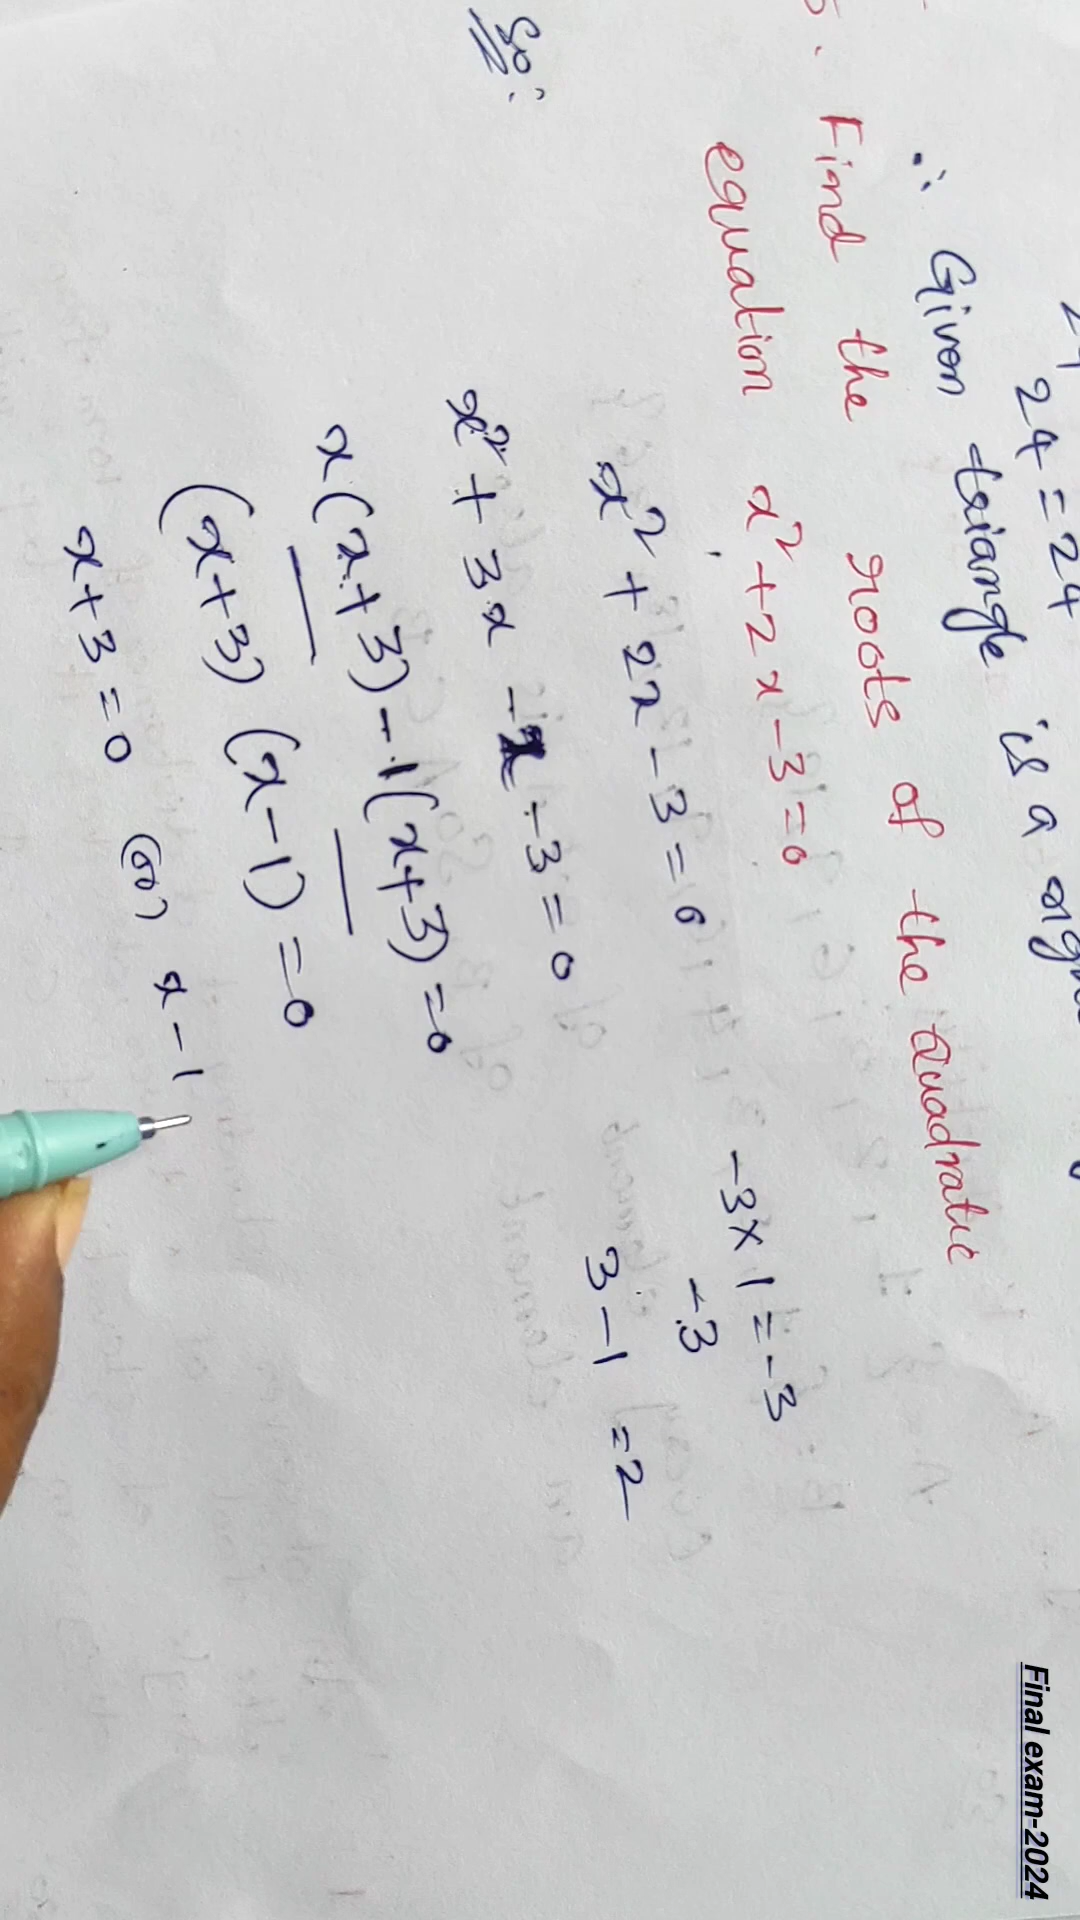 24 = 24
∴ Given triangle is a
5. Find the roots of the quadratic
equation x² + 2x - 3 = 0
So:
x² + 2x - 3 = 0
-3 × 1 = -3
-3
3 - 1 = 2
x² + 3x - x - 3 = 0
x(x+3) - 1(x+3) = 0
(x+3) (x-1) = 0
x + 3 = 0 (or) x - 1
Final exam-2024